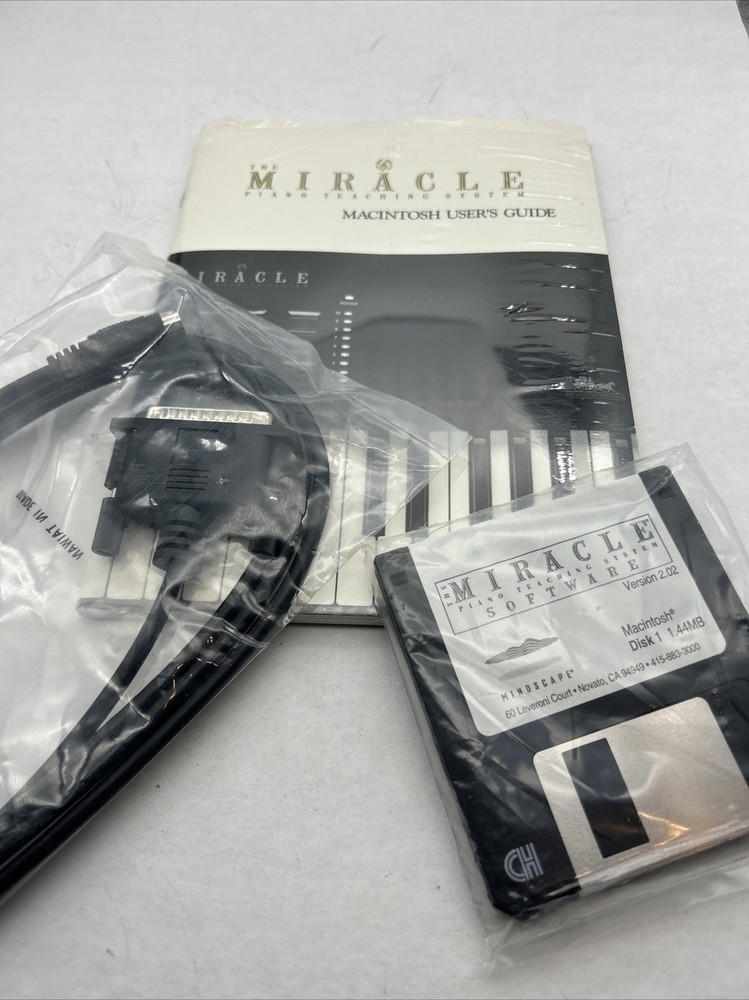 THE
MIRACLE
PIANO TEACHING SYSTEM
MACINTOSH USER'S GUIDE
MIRACLE
POWER
MADE IN TAIWAN
THE MIRACLE
PIANO TEACHING SYSTEM
SOFTWARE
Version 2.02
Macintosh®
Disk 1 1.44MB
MINDSCAPE®
60 Leveroni Court • Novato, CA 94949 • 415-883-3000
CH